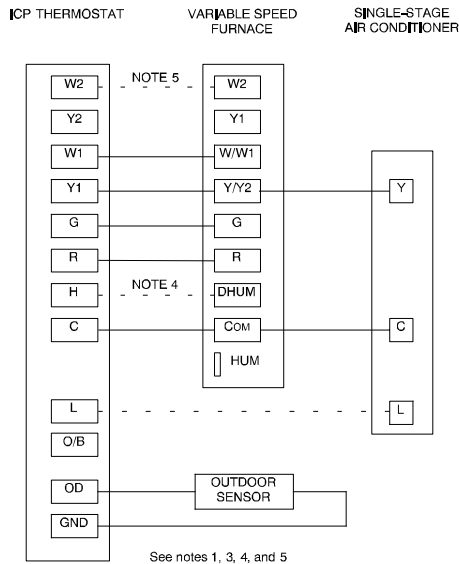 ICP THERMOSTAT
VARIABLE SPEED
FURNACE
SINGLE-STAGE
AIR CONDITIONER
W2
NOTE 5
W2
Y2
Y1
W1
W/W1
Y1
Y/Y2
Y
G
G
R
R
H
NOTE 4
DHUM
C
COM
C
HUM
L
L
O/B
OD
OUTDOOR
SENSOR
GND
See notes 1, 3, 4, and 5